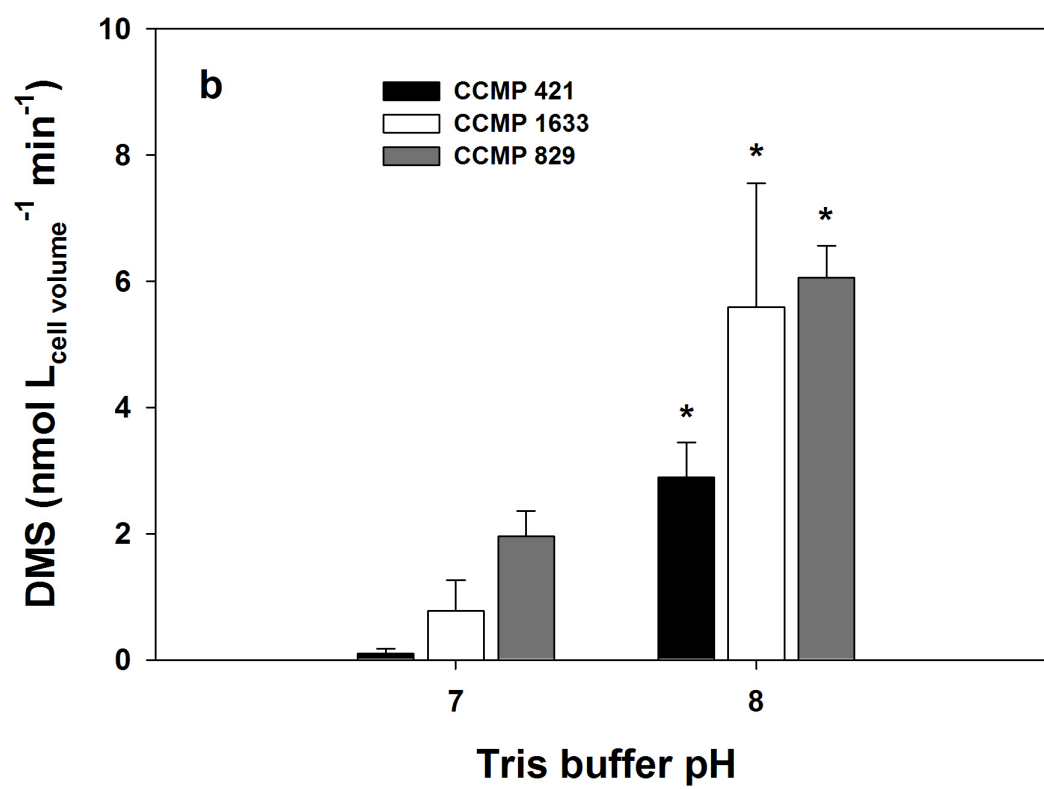 10
b
CCMP 421
CCMP 1633
CCMP 829
8
*
*
6
*
4
2
0
7
8
DMS (nmol L cell volume -1 min-1)
Tris buffer pH